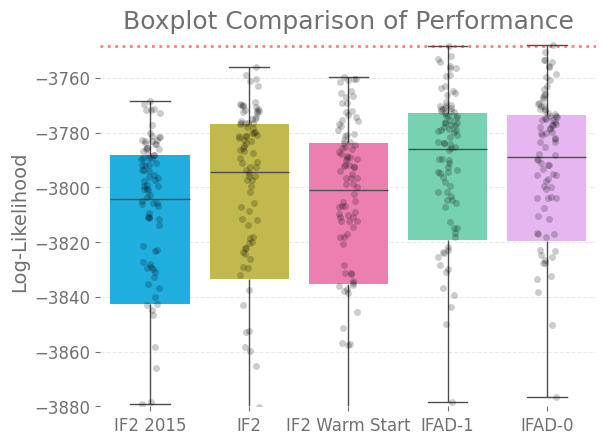 Boxplot Comparison of Performance
Log-Likelihood
−3760
−3780
−3800
−3820
−3840
−3860
−3880
IF2 2015
IF2
IF2 Warm Start
IFAD-1
IFAD-0